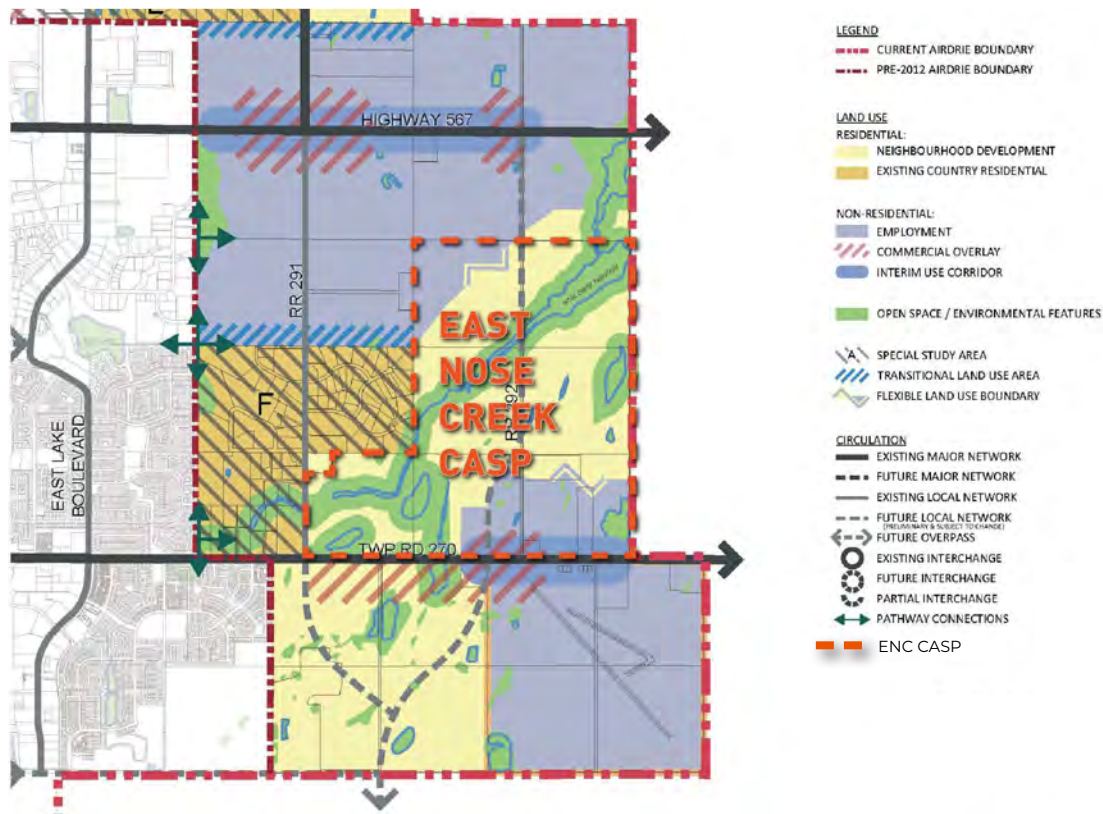 HIGHWAY 567
RR 291
EAST
NOSE
CREEK
CASP
F
EAST LAKE
BOULEVARD
TWP RD 270
LEGEND
CURRENT AIRDRIE BOUNDARY
PRE-2012 AIRDRIE BOUNDARY
LAND USE
RESIDENTIAL:
NEIGHBOURHOOD DEVELOPMENT
EXISTING COUNTRY RESIDENTIAL
NON-RESIDENTIAL:
EMPLOYMENT
COMMERCIAL OVERLAY
INTERIM USE CORRIDOR
OPEN SPACE / ENVIRONMENTAL FEATURES
A SPECIAL STUDY AREA
TRANSITIONAL LAND USE AREA
FLEXIBLE LAND USE BOUNDARY
CIRCULATION
EXISTING MAJOR NETWORK
FUTURE MAJOR NETWORK
EXISTING LOCAL NETWORK
FUTURE LOCAL NETWORK
(PRELIMINARY & SUBJECT TO CHANGE)
FUTURE OVERPASS
EXISTING INTERCHANGE
FUTURE INTERCHANGE
PARTIAL INTERCHANGE
PATHWAY CONNECTIONS
ENC CASP